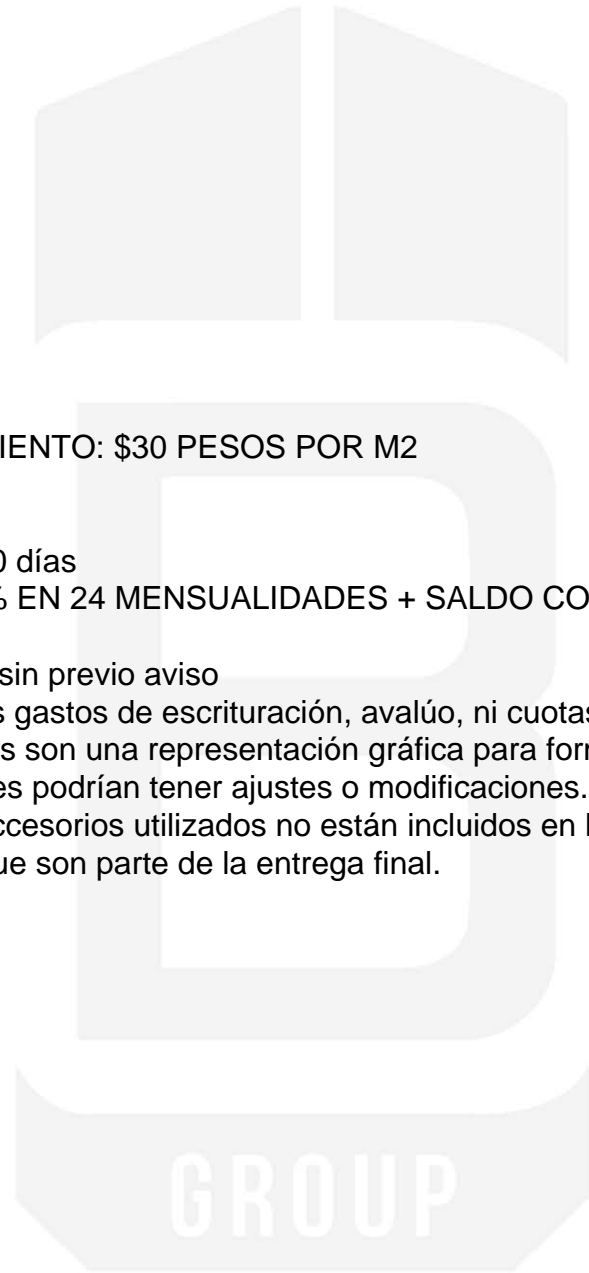 IENTO: $30 PESOS POR M2
0 días
% EN 24 MENSUALIDADES + SALDO CO
sin previo aviso
s gastos de escrituración, avalúo, ni cuotas
s son una representación gráfica para for
es podrían tener ajustes o modificaciones.
ccesorios utilizados no están incluidos en l
ue son parte de la entrega final.
B
GROUP